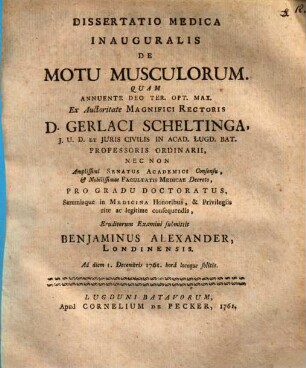 DISSERTATIO MEDICA
INAUGURALIS
DE
MOTU MUSCULORUM.
QUAM
ANNUENTE DEO TER. OPT. MAX.
Ex Auctoritate MAGNIFICI RECTORIS
D. GERLACI SCHELTINGA,
J. U. D. ET JURIS CIVILIS IN ACAD. LUGD. BAT.
PROFESSORIS ORDINARII,
NEC NON
Amplissimi SENATUS ACADEMICI Consensu,
& Nobilissimæ FACULTATIS MEDICÆ Decreto,
PRO GRADU DOCTORATUS,
Summisque in MEDICINA Honoribus, & Privilegiis
rite ac legitime consequendis,
Eruditorum Examini submittit
BENJAMINUS ALEXANDER,
LONDINENSIS.
Ad diem 1. Decembris 1761. horâ locoque solitis.
LUGDUNI BATAVORUM,
Apud CORNELIUM DE PECKER, 1761.